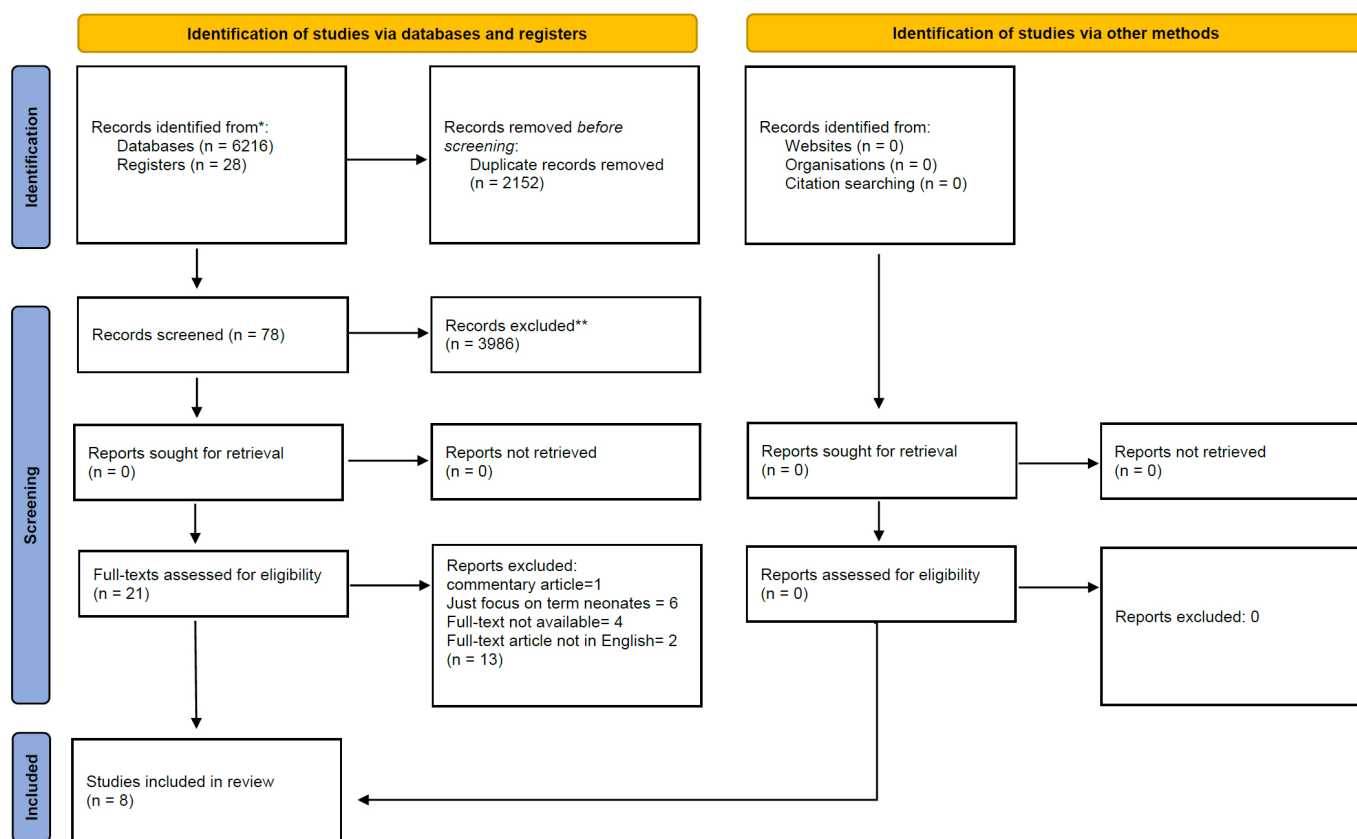 Identification of studies via databases and registers
Identification of studies via other methods
Identification
Records identified from*:
Databases (n = 6216)
Registers (n = 28)
Records removed before
screening:
Duplicate records removed
(n = 2152)
Records identified from:
Websites (n = 0)
Organisations (n = 0)
Citation searching (n = 0)
Screening
Records screened (n = 78)
Records excluded**
(n = 3986)
Reports sought for retrieval
(n = 0)
Reports not retrieved
(n = 0)
Reports sought for retrieval
(n = 0)
Reports not retrieved
(n = 0)
Full-texts assessed for eligibility
(n = 21)
Reports excluded:
commentary article=1
Just focus on term neonates = 6
Full-text not available= 4
Full-text article not in English= 2
(n = 13)
Reports assessed for eligibility
(n = 0)
Reports excluded: 0
Included
Studies included in review
(n = 8)